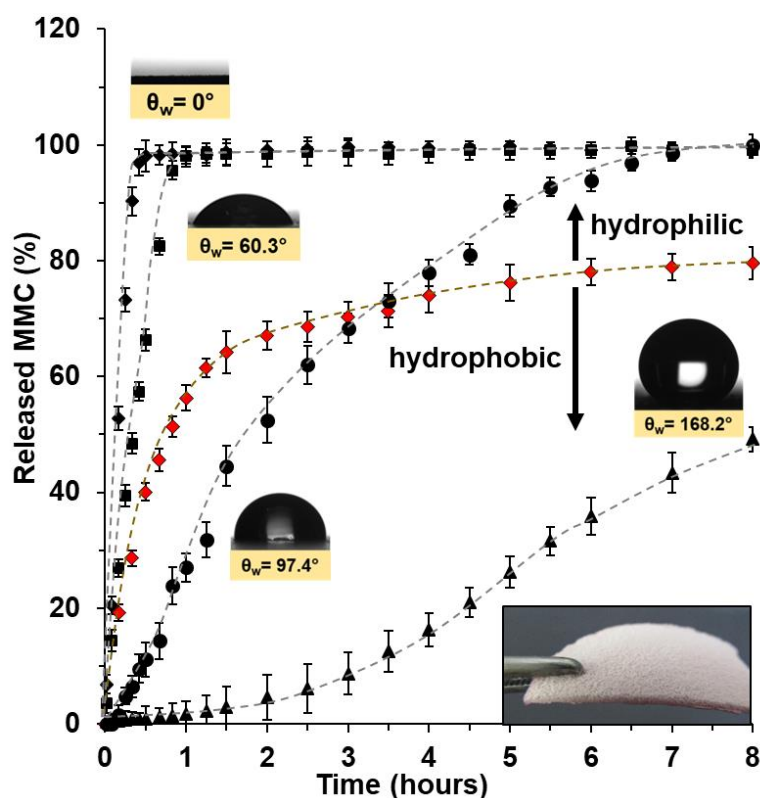 120
100
80
60
40
20
0
Released MMC (%)
θw= 0°
θw= 60.3°
hydrophilic
hydrophobic
θw= 168.2°
θw= 97.4°
0 1 2 3 4 5 6 7 8
Time (hours)